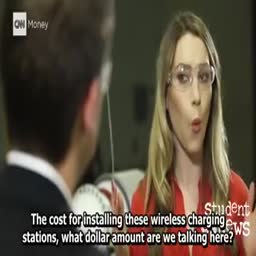 CNN Money
The cost for installing these wireless charging
stations, what dollar amount are we talking here?
student
news